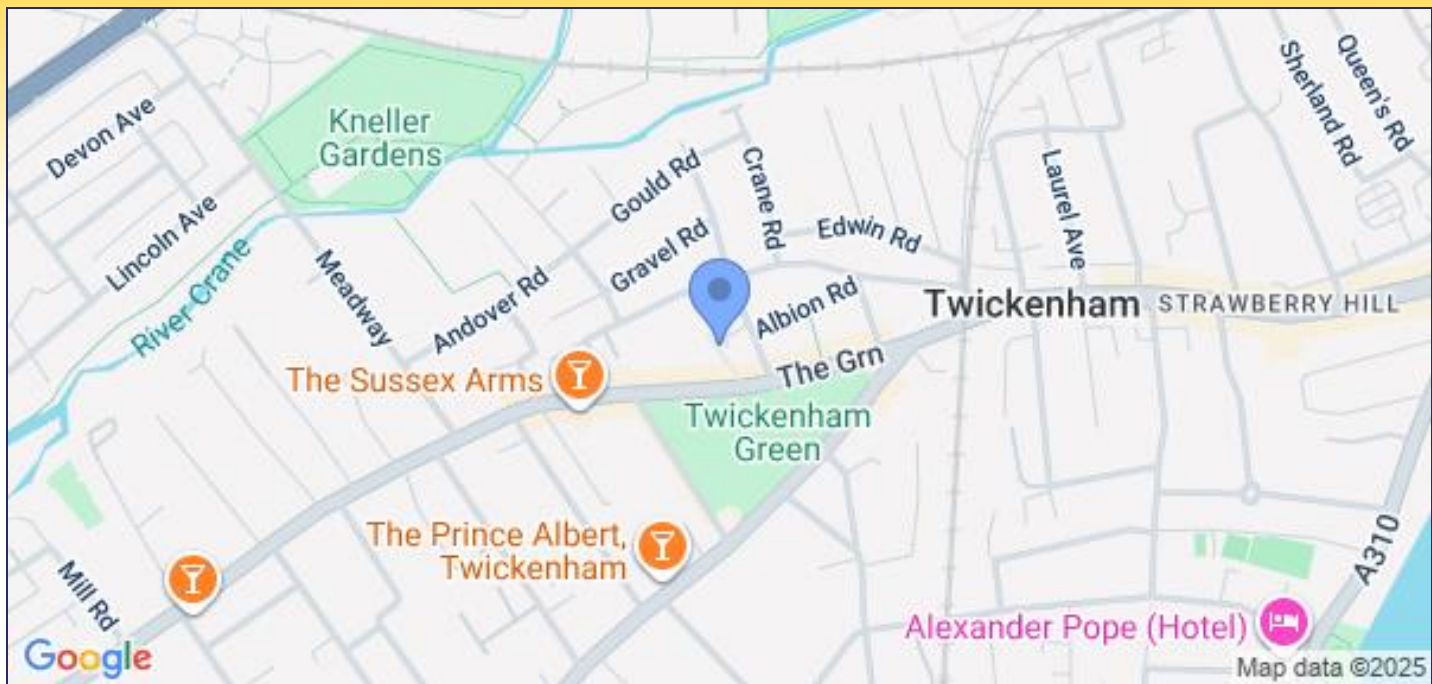 Queen's Rd
Sherland Rd
Devon Ave
Kneller
Gardens
Lincoln Ave
River Crane
Meadway
Gould Rd
Gravel Rd
Andover Rd
Crane Rd
Edwin Rd
Laurel Ave
Albion Rd
Twickenham
STRAWBERRY HILL
The Grn
The Sussex Arms
Twickenham
Green
The Prince Albert,
Twickenham
Mill Rd
A310
Alexander Pope (Hotel)
Google
Map data ©2025